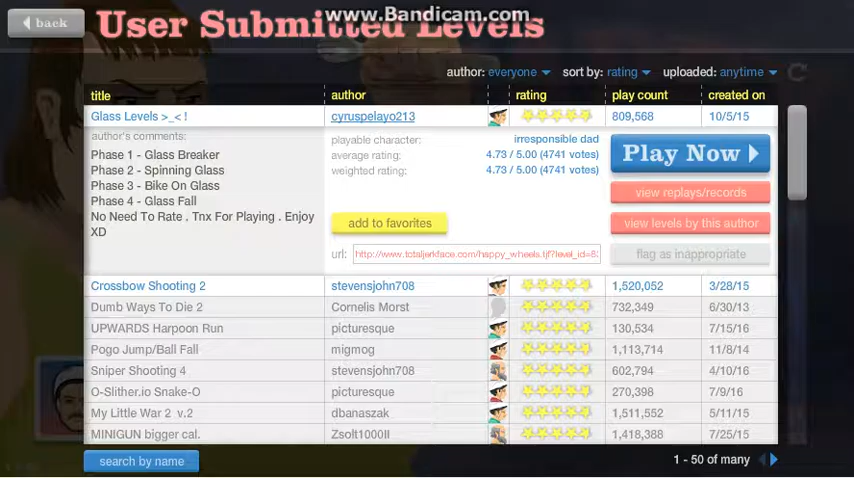 www.Bandicam.com
back
User Submitted Levels
author: everyone sort by: rating uploaded: anytime
title author rating play count created on
Glass Levels >_< ! cyruspelayo213 809,568 10/5/15
author's comments:
Phase 1 - Glass Breaker
Phase 2 - Spinning Glass
Phase 3 - Bike On Glass
Phase 4 - Glass Fall
No Need To Rate . Tnx For Playing . Enjoy
XD
playable character: irresponsible dad
average rating: 4.73 / 5.00 (4741 votes)
weighted rating: 4.73 / 5.00 (4741 votes)
add to favorites
url: http://www.totaljerkface.com/happy_wheels.tjf?level_id=8
Play Now
view replays/records
view levels by this author
flag as inappropriate
Crossbow Shooting 2 stevensjohn708 1,520,052 3/28/15
Dumb Ways To Die 2 Cornelis Morst 732,349 6/30/13
UPWARDS Harpoon Run picturesque 130,534 7/15/16
Pogo Jump/Ball Fall migmog 1,113,714 11/8/14
Sniper Shooting 4 stevensjohn708 602,794 4/10/16
O-Slither.io Snake-O picturesque 270,398 7/9/16
My Little War 2 v.2 dbanaszak 1,511,552 5/11/15
MINIGUN bigger cal. Zsolt1000II 1,418,388 7/25/15
search by name
1 - 50 of many